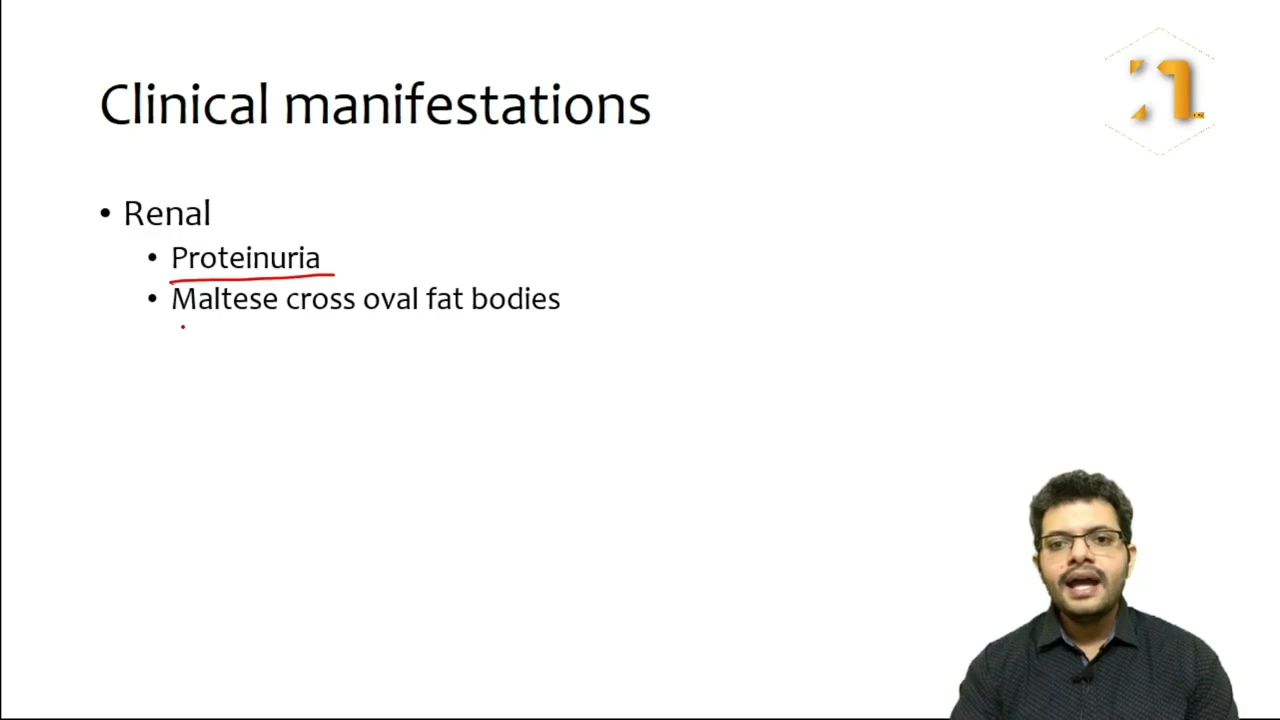 Clinical manifestations
• Renal
• Proteinuria
• Maltese cross oval fat bodies